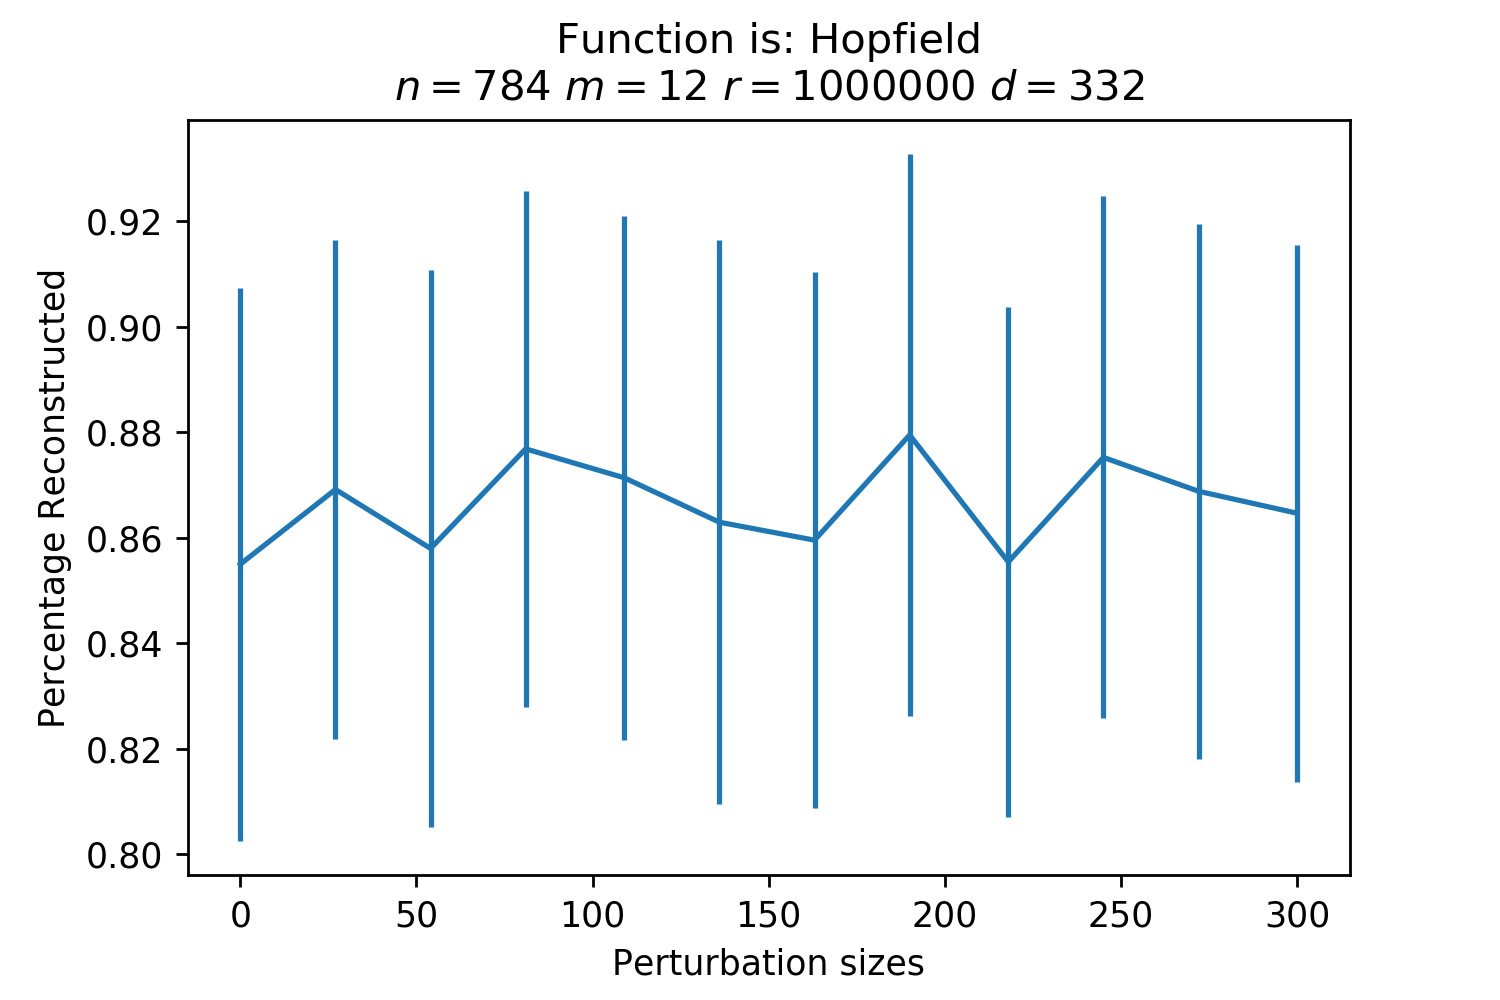 Function is: Hopfield
n = 784 m = 12 r = 1000000 d = 332
Percentage Reconstructed
0.92
0.90
0.88
0.86
0.84
0.82
0.80
0 50 100 150 200 250 300
Perturbation sizes